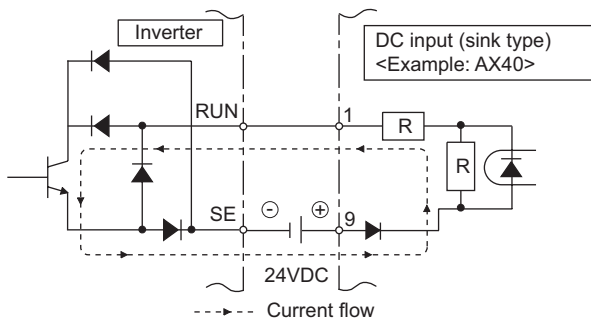 Inverter
DC input (sink type)
<Example: AX40>
RUN
1
R
R
SE
⊖
⊕
9
24VDC
Current flow